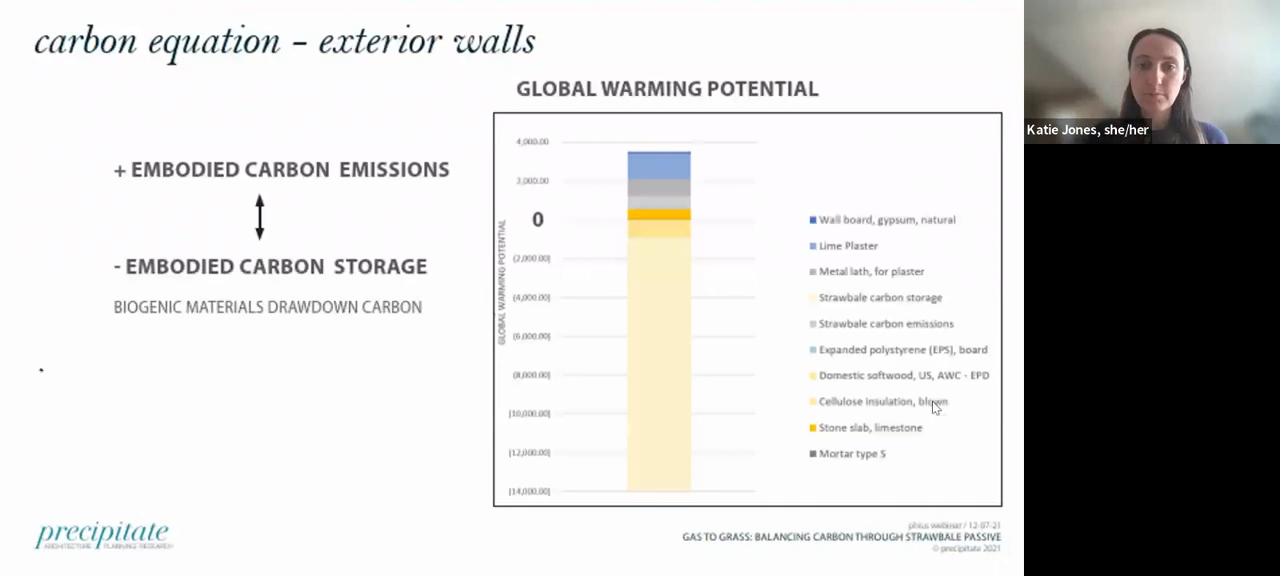 carbon equation – exterior walls
GLOBAL WARMING POTENTIAL
+ EMBODIED CARBON EMISSIONS
- EMBODIED CARBON STORAGE
BIOGENIC MATERIALS DRAWDOWN CARBON
GLOBAL WARMING POTENTIAL
4,000.00
2,000.00
0
(2,000.00)
(4,000.00)
(6,000.00)
(8,000.00)
(10,000.00)
(12,000.00)
(14,000.00)
Wall board, gypsum, natural
Lime Plaster
Metal lath, for plaster
Strawbale carbon storage
Strawbale carbon emissions
Expanded polystyrene (EPS), board
Domestic softwood, US, AWC - EPD
Cellulose insulation, blown
Stone slab, limestone
Mortar type S
precipitate
ARCHITECTURE PLANNING RESEARCH
phius webinar / 12-07-21
GAS TO GRASS: BALANCING CARBON THROUGH STRAWBALE PASSIVE
© precipitate 2021
Katie Jones, she/her